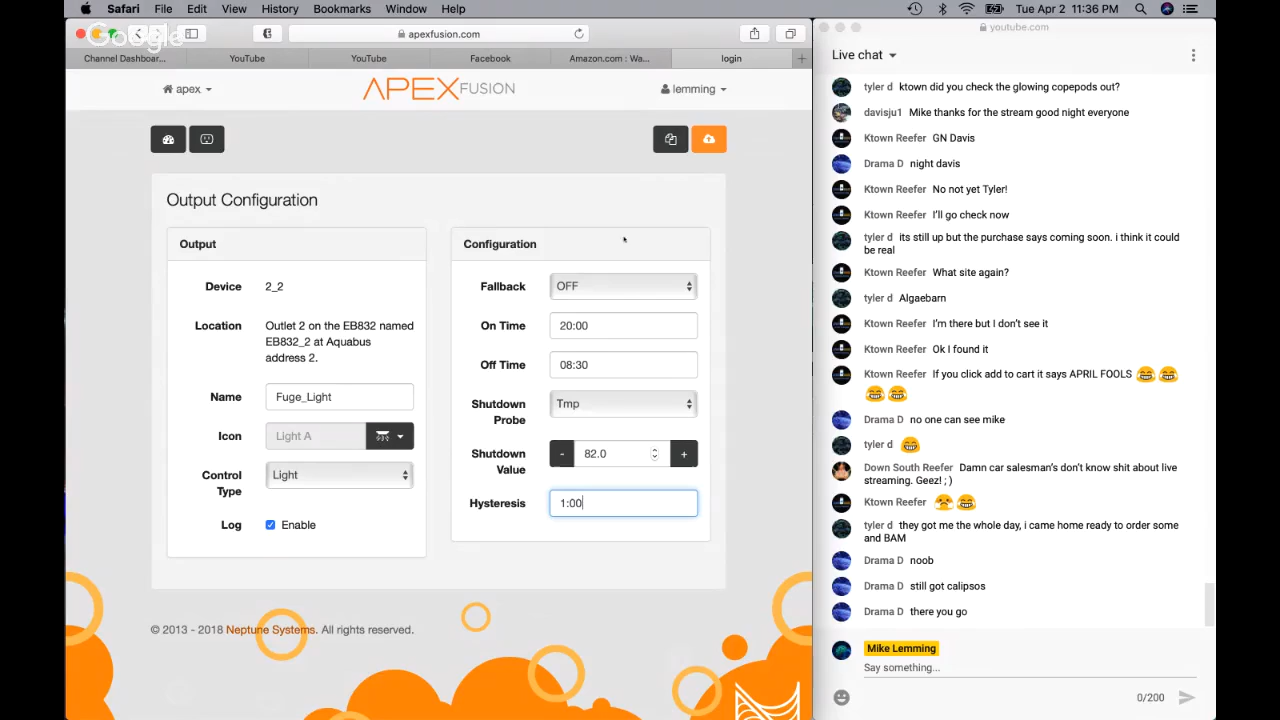 Safari File Edit View History Bookmarks Window Help
Tue Apr 2 11:36 PM
Google
apexfusion.com
youtube.com
Channel Dashboar...
YouTube
YouTube
Facebook
Amazon.com : Wa...
login
apex
APEX FUSION
lemming
Output Configuration
Output
Device 2_2
Location Outlet 2 on the EB832 named
EB832_2 at Aquabus
address 2.
Name Fuge_Light
Icon Light A
Control
Type
Light
Log Enable
Configuration
Fallback OFF
On Time 20:00
Off Time 08:30
Shutdown
Probe
Tmp
Shutdown
Value
- 82.0 +
Hysteresis 1:00
© 2013 - 2018 Neptune Systems. All rights reserved.
Live chat
tyler d ktown did you check the glowing copepods out?
davisju1 Mike thanks for the stream good night everyone
Ktown Reefer GN Davis
Drama D night davis
Ktown Reefer No not yet Tyler!
Ktown Reefer I'll go check now
tyler d its still up but the purchase says coming soon. i think it could
be real
Ktown Reefer What site again?
tyler d Algaebarn
Ktown Reefer I'm there but I don't see it
Ktown Reefer Ok I found it
Ktown Reefer If you click add to cart it says APRIL FOOLS 😂 😂
😂 😂
Drama D no one can see mike
tyler d 😂
Down South Reefer Damn car salesman's don't know shit about live
streaming. Geez! ; )
Ktown Reefer 😤 😂
tyler d they got me the whole day, i came home ready to order some
and BAM
Drama D noob
Drama D still got calipsos
Drama D there you go
Mike Lemming
Say something...
0/200